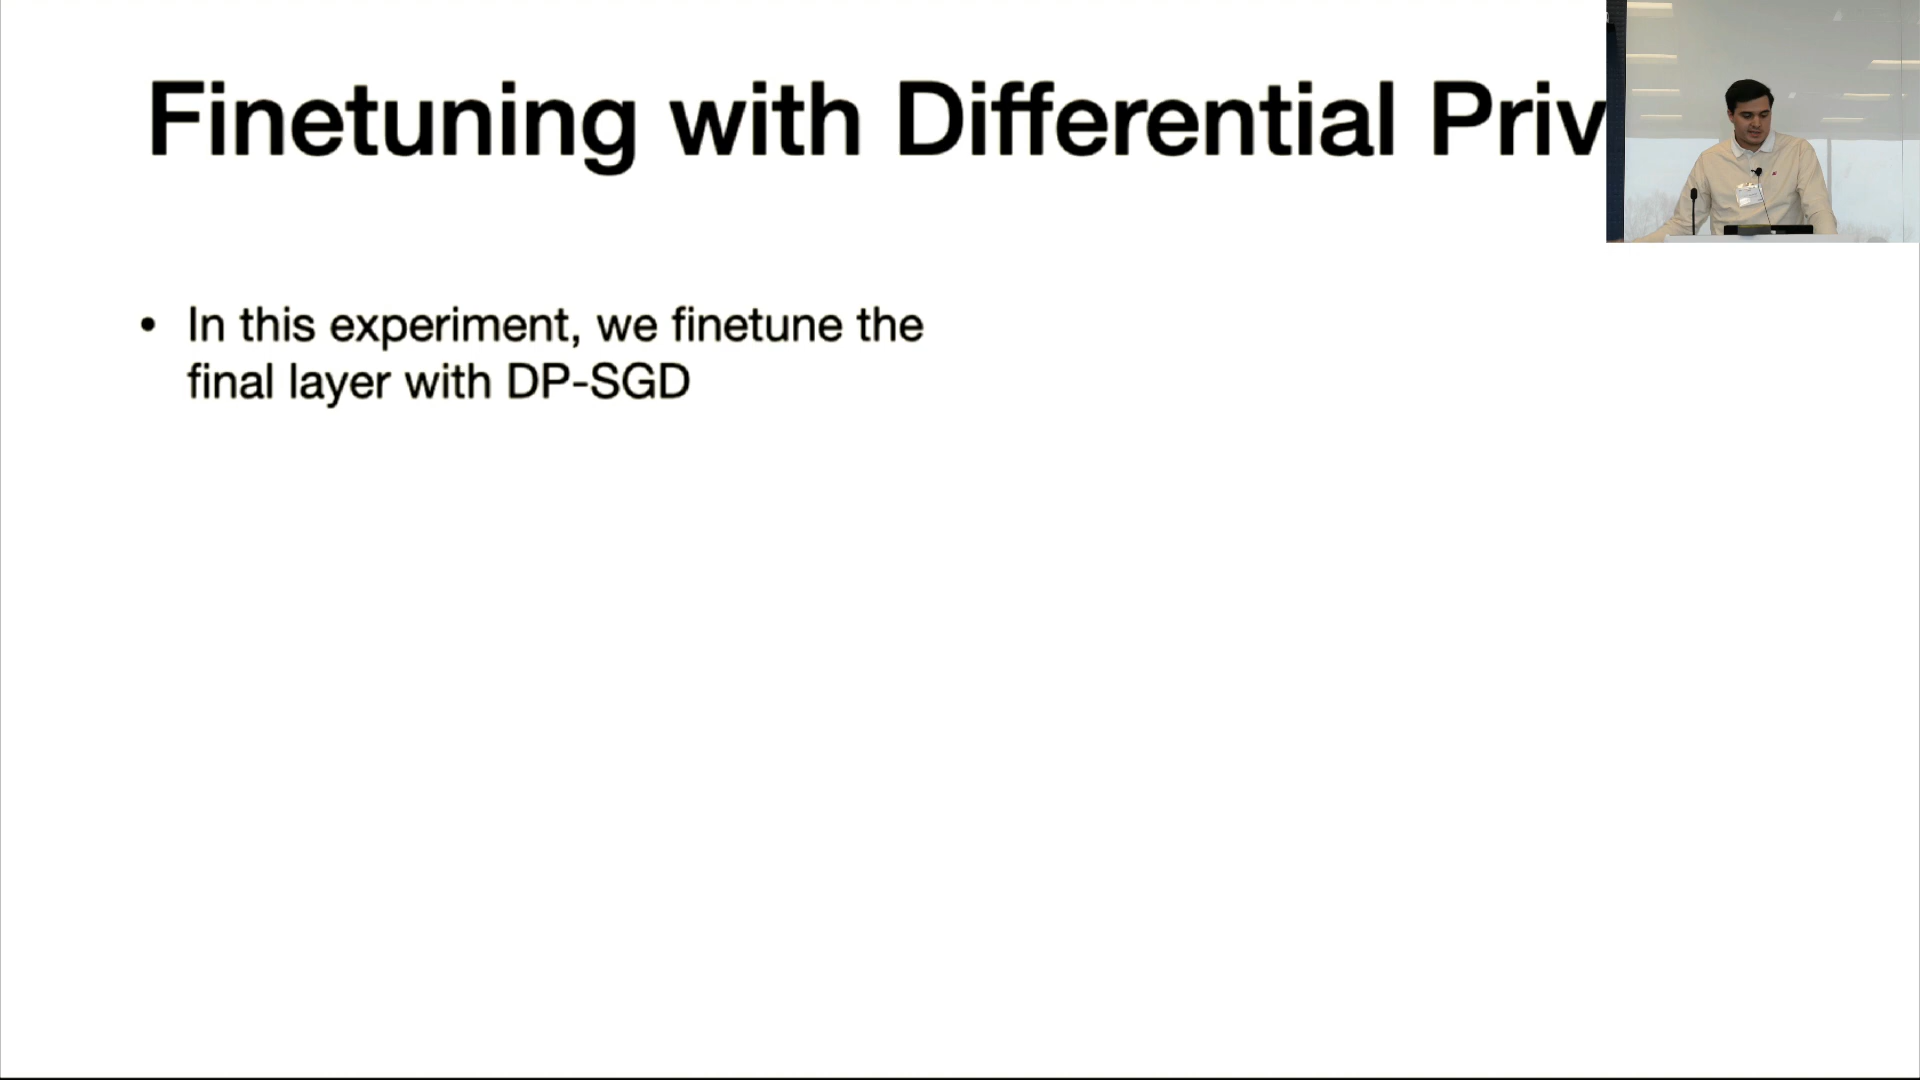 Finetuning with Differential Priv
• In this experiment, we finetune the
final layer with DP-SGD